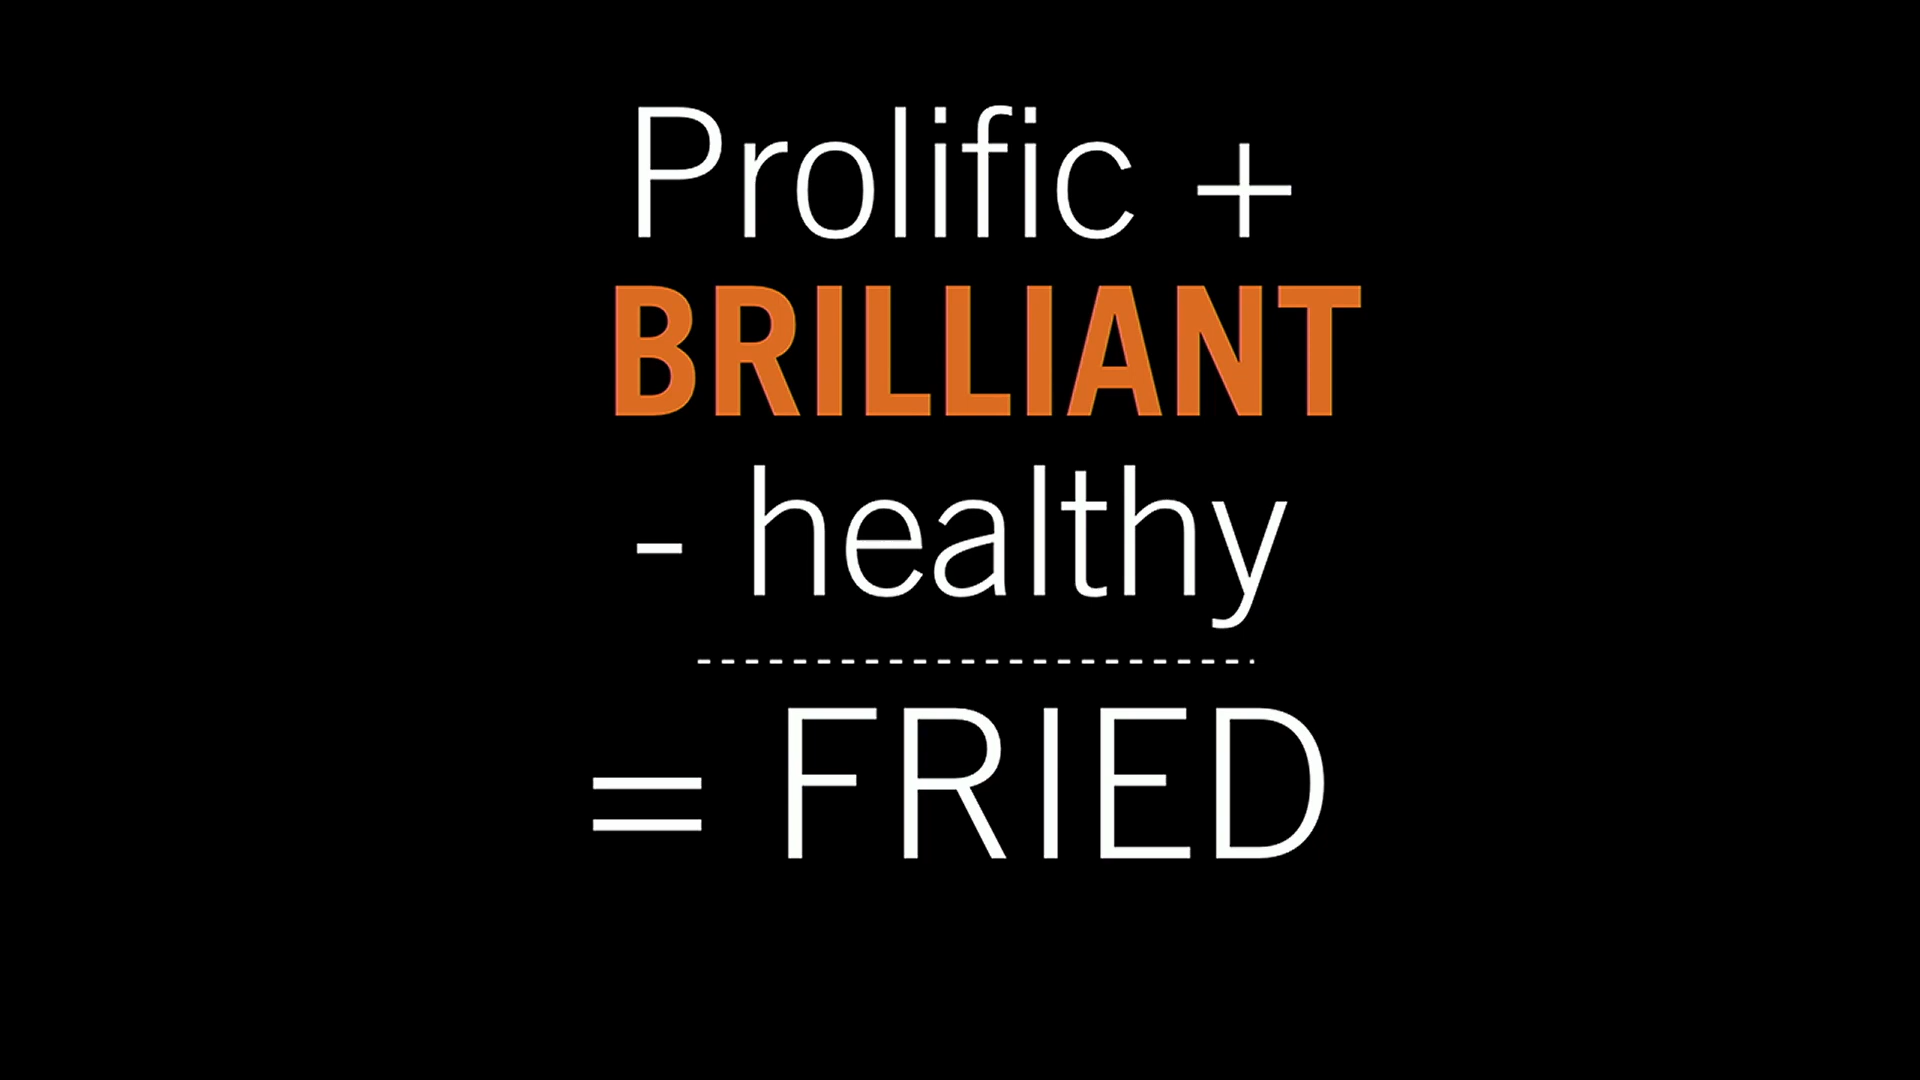 Prolific +
BRILLIANT
- healthy
= FRIED